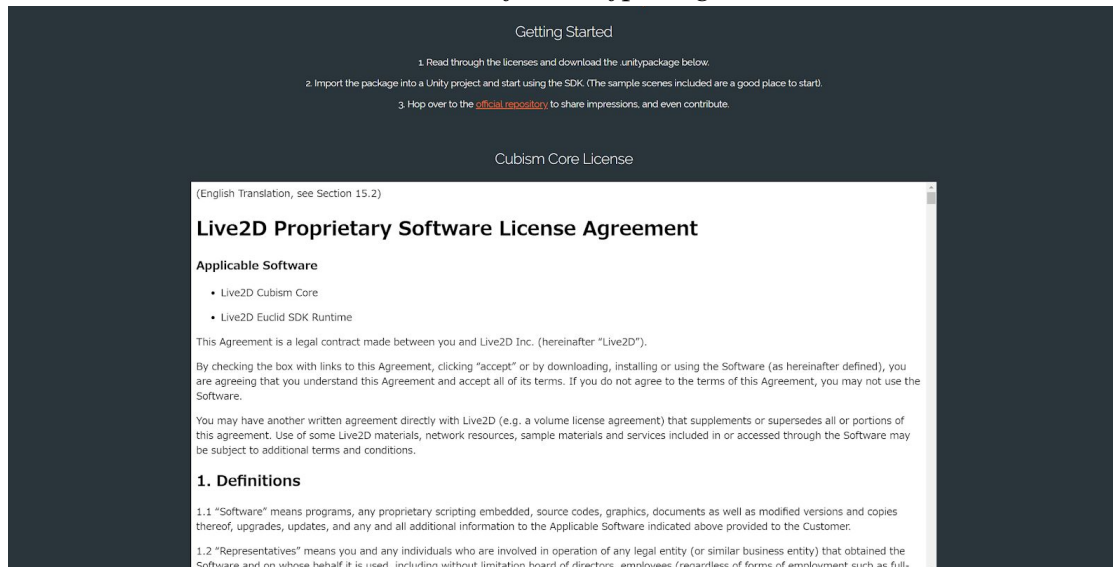 Getting Started
1. Read through the licenses and download the .unitypackage below.
2. Import the package into a Unity project and start using the SDK. (The sample scenes included are a good place to start).
3. Hop over to the official repository to share impressions, and even contribute.
Cubism Core License
(English Translation, see Section 15.2)
Live2D Proprietary Software License Agreement
Applicable Software
• Live2D Cubism Core
• Live2D Euclid SDK Runtime
This Agreement is a legal contract made between you and Live2D Inc. (hereinafter “Live2D”).
By checking the box with links to this Agreement, clicking “accept” or by downloading, installing or using the Software (as hereinafter defined), you
are agreeing that you understand this Agreement and accept all of its terms. If you do not agree to the terms of this Agreement, you may not use the
Software.
You may have another written agreement directly with Live2D (e.g. a volume license agreement) that supplements or supersedes all or portions of
this agreement. Use of some Live2D materials, network resources, sample materials and services included in or accessed through the Software may
be subject to additional terms and conditions.
1. Definitions
1.1 “Software” means programs, any proprietary scripting embedded, source codes, graphics, documents as well as modified versions and copies
thereof, upgrades, updates, and any and all additional information to the Applicable Software indicated above provided to the Customer.
1.2 “Representatives” means you and any individuals who are involved in operation of any legal entity (or similar business entity) that obtained the
Software and on whose behalf it is used, including without limitation board of directors, employees (regardless of forms of employment such as full-